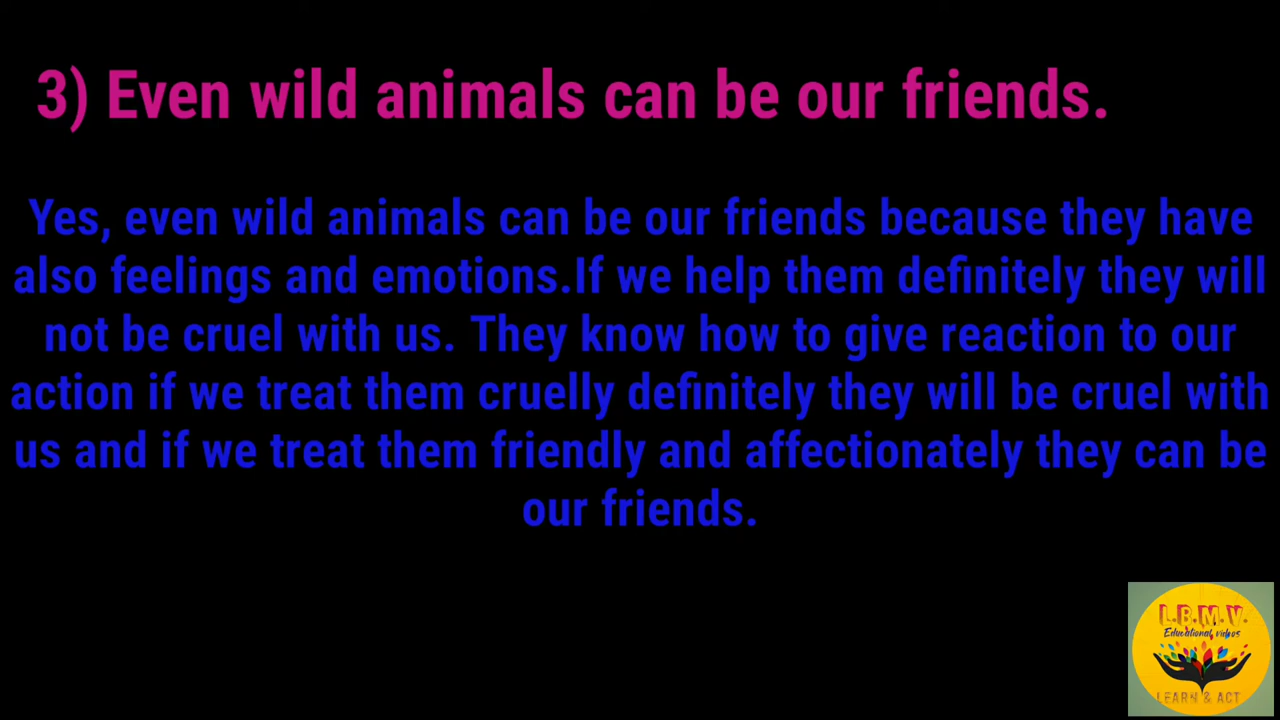 3) Even wild animals can be our friends.
Yes, even wild animals can be our friends because they have
also feelings and emotions.If we help them definitely they will
not be cruel with us. They know how to give reaction to our
action if we treat them cruelly definitely they will be cruel with
us and if we treat them friendly and affectionately they can be
our friends.
L.B.M.V.
Educational videos
LEARN & ACT